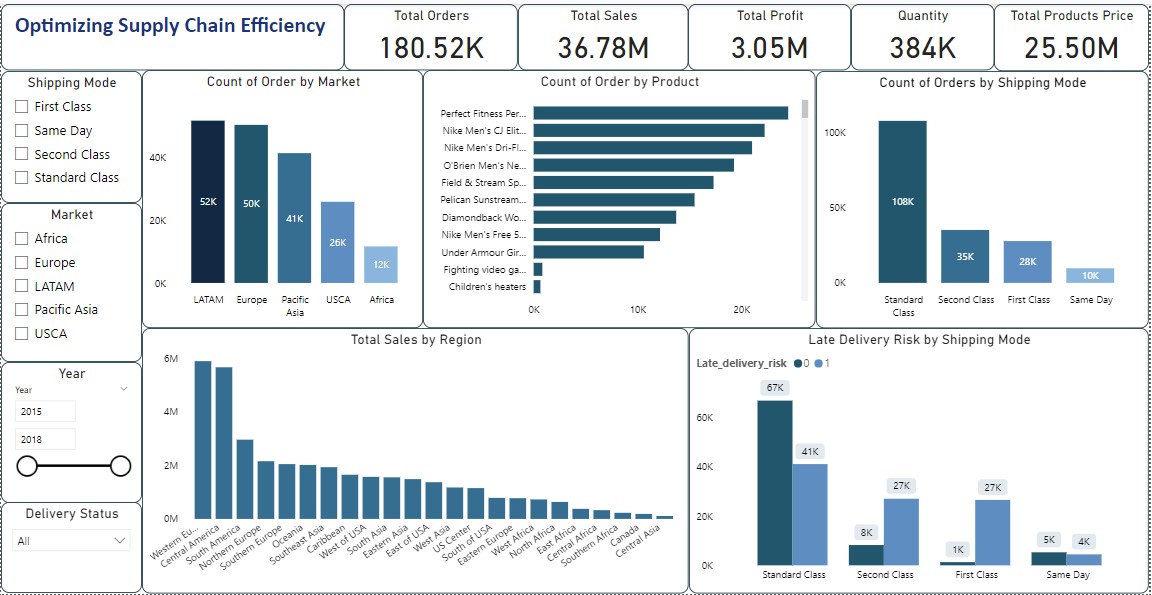 Optimizing Supply Chain Efficiency
Total Orders
180.52K
Total Sales
36.78M
Total Profit
3.05M
Quantity
384K
Total Products Price
25.50M
Shipping Mode
First Class
Same Day
Second Class
Standard Class
Market
Africa
Europe
LATAM
Pacific Asia
USCA
Year
Year
2015
2018
Delivery Status
All
Count of Order by Market
40K
20K
0K
52K
50K
41K
26K
12K
LATAM
Europe
Pacific
Asia
USCA
Africa
Count of Order by Product
Perfect Fitness Per...
Nike Men's CJ Elit...
Nike Men's Dri-FI...
O'Brien Men's Ne...
Field & Stream Sp...
Pelican Sunstream...
Diamondback Wo...
Nike Men's Free 5...
Under Armour Gir...
Fighting video ga...
Children's heaters
0K
10K
20K
Count of Orders by Shipping Mode
100K
50K
0K
108K
35K
28K
10K
Standard
Class
Second Class
First Class
Same Day
Total Sales by Region
6M
4M
2M
0M
Western Eu...
Central America
South America
Northern Europe
Southern Europe
Oceania
Southeast Asia
Caribbean
West of USA
South Asia
Eastern Asia
East of USA
West Asia
US Center
South of USA
Eastern Europe
West Africa
North Africa
East Africa
Central Africa
Southern Africa
Canada
Central Asia
Late Delivery Risk by Shipping Mode
Late_delivery_risk 0 1
60K
40K
20K
0K
67K
41K
8K
27K
1K
27K
5K
4K
Standard Class
Second Class
First Class
Same Day